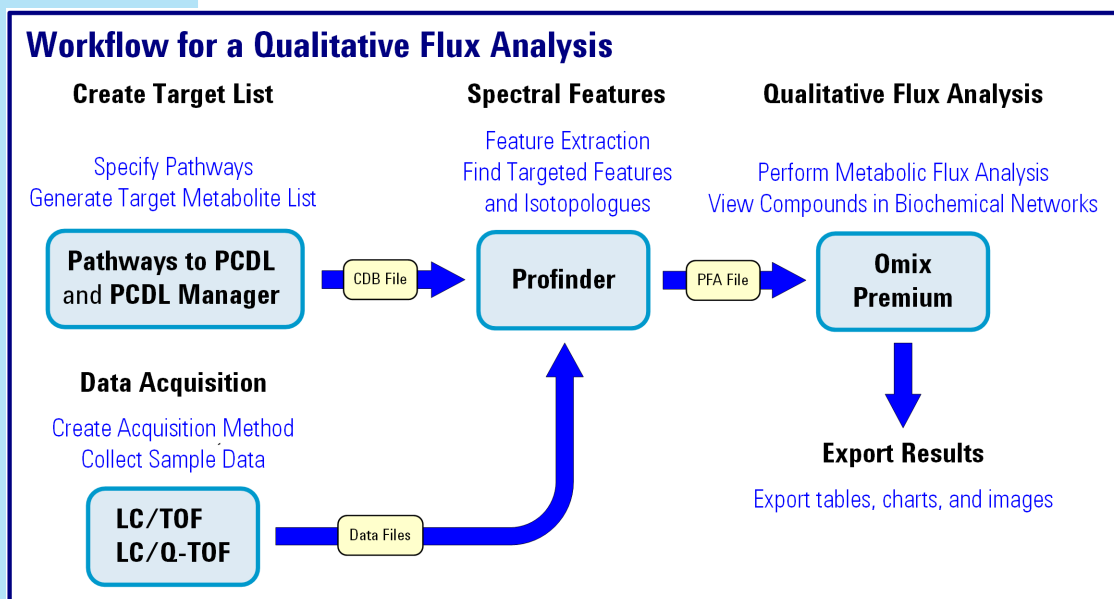 Workflow for a Qualitative Flux Analysis
Create Target List
Specify Pathways
Generate Target Metabolite List
Pathways to PCDL
and PCDL Manager
CDB File
Spectral Features
Feature Extraction
Find Targeted Features
and Isotopologues
Profinder
PFA File
Qualitative Flux Analysis
Perform Metabolic Flux Analysis
View Compounds in Biochemical Networks
Omix
Premium
Data Acquisition
Create Acquisition Method
Collect Sample Data
LC/TOF
LC/Q-TOF
Data Files
Export Results
Export tables, charts, and images